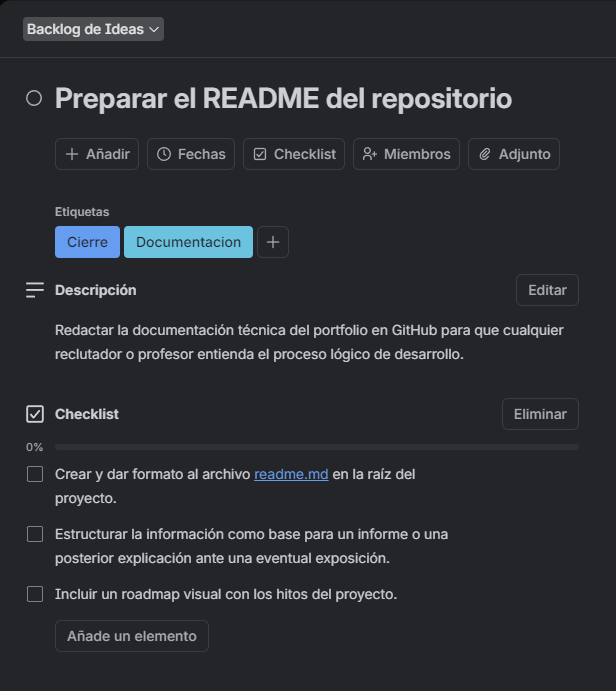 Backlog de Ideas
Preparar el README del repositorio
Añadir
Fechas
Checklist
Miembros
Adjunto
Etiquetas
Cierre
Documentacion
Descripción
Editar
Redactar la documentación técnica del portfolio en GitHub para que cualquier
reclutador o profesor entienda el proceso lógico de desarrollo.
Checklist
Eliminar
0%
Crear y dar formato al archivo readme.md en la raíz del
proyecto.
Estructurar la información como base para un informe o una
posterior explicación ante una eventual exposición.
Incluir un roadmap visual con los hitos del proyecto.
Añade un elemento